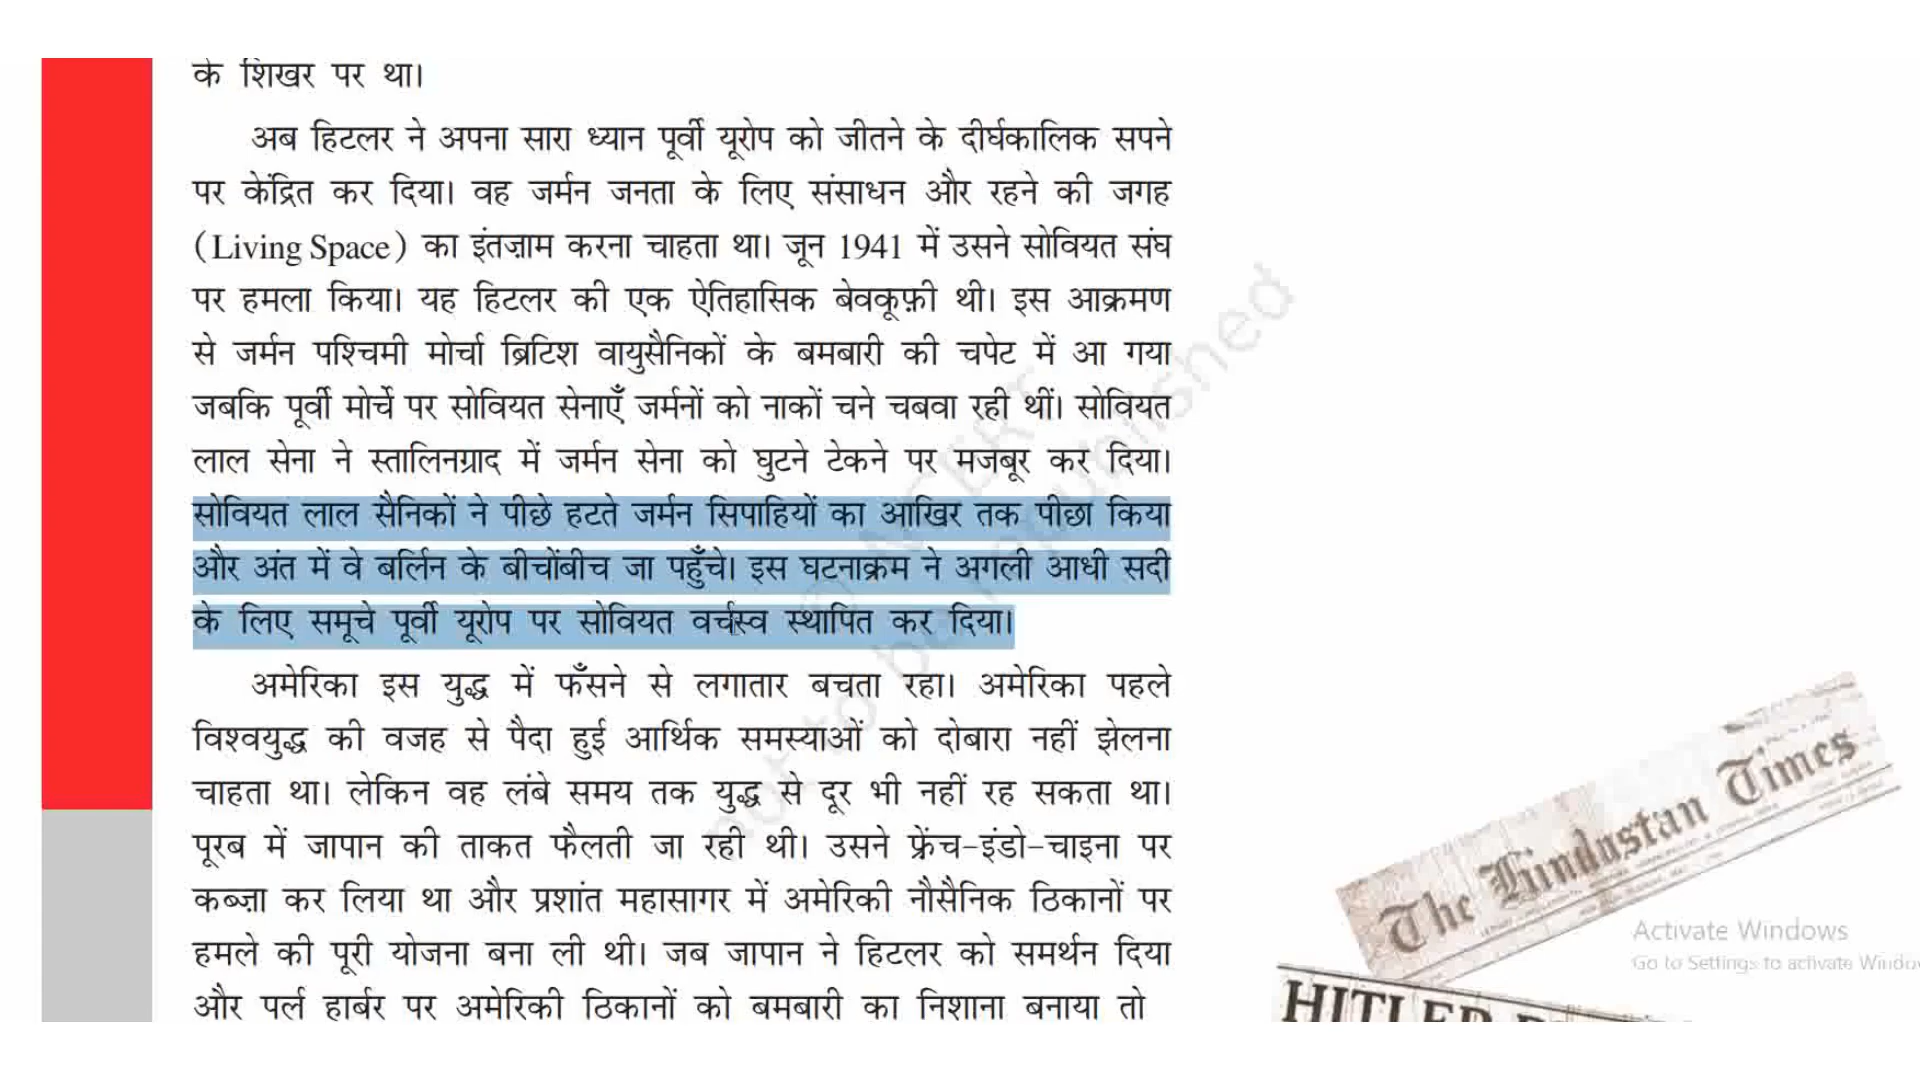 के शिखर पर था।
अब हिटलर ने अपना सारा ध्यान पूर्वी यूरोप को जीतने के दीर्घकालिक सपने
पर केंद्रित कर दिया। वह जर्मन जनता के लिए संसाधन और रहने की जगह
(Living Space) का इंतज़ाम करना चाहता था। जून 1941 में उसने सोवियत संघ
पर हमला किया। यह हिटलर की एक ऐतिहासिक बेवकूफ़ी थी। इस आक्रमण
से जर्मन पश्चिमी मोर्चा ब्रिटिश वायुसैनिकों के बमबारी की चपेट में आ गया
जबकि पूर्वी मोर्चे पर सोवियत सेनाएँ जर्मनों को नाकों चने चबवा रही थीं। सोवियत
लाल सेना ने स्तालिनग्राद में जर्मन सेना को घुटने टेकने पर मजबूर कर दिया।
सोवियत लाल सैनिकों ने पीछे हटते जर्मन सिपाहियों का आखिर तक पीछा किया
और अंत में वे बर्लिन के बीचोंबीच जा पहुँचे। इस घटनाक्रम ने अगली आधी सदी
के लिए समूचे पूर्वी यूरोप पर सोवियत वर्चस्व स्थापित कर दिया।
अमेरिका इस युद्ध में फँसने से लगातार बचता रहा। अमेरिका पहले
विश्वयुद्ध की वजह से पैदा हुई आर्थिक समस्याओं को दोबारा नहीं झेलना
चाहता था। लेकिन वह लंबे समय तक युद्ध से दूर भी नहीं रह सकता था।
पूरब में जापान की ताकत फैलती जा रही थी। उसने फ़्रेंच-इंडो-चाइना पर
कब्ज़ा कर लिया था और प्रशांत महासागर में अमेरिकी नौसैनिक ठिकानों पर
हमले की पूरी योजना बना ली थी। जब जापान ने हिटलर को समर्थन दिया
और पर्ल हार्बर पर अमेरिकी ठिकानों को बमबारी का निशाना बनाया तो
© NCERT
not to be republished
The Hindustan Times
HITLER
Activate Windows
Go to Settings to activate Windo